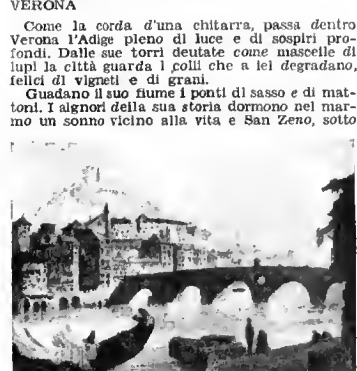 VERONA
Come la corda d'una chitarra, passa dentro
Verona l'Adige pieno di luce e di sospiri pro-
fondi. Dalle sue torri deutate come mascelle di
lupi la città guarda i colli che a lei degradano,
felici di vigneti e di grani.
Guadano il suo fiume i ponti di sasso e di mat-
toni. I signori della sua storia dormono nel mar-
mo un sonno vicino alla vita e San Zeno, sotto